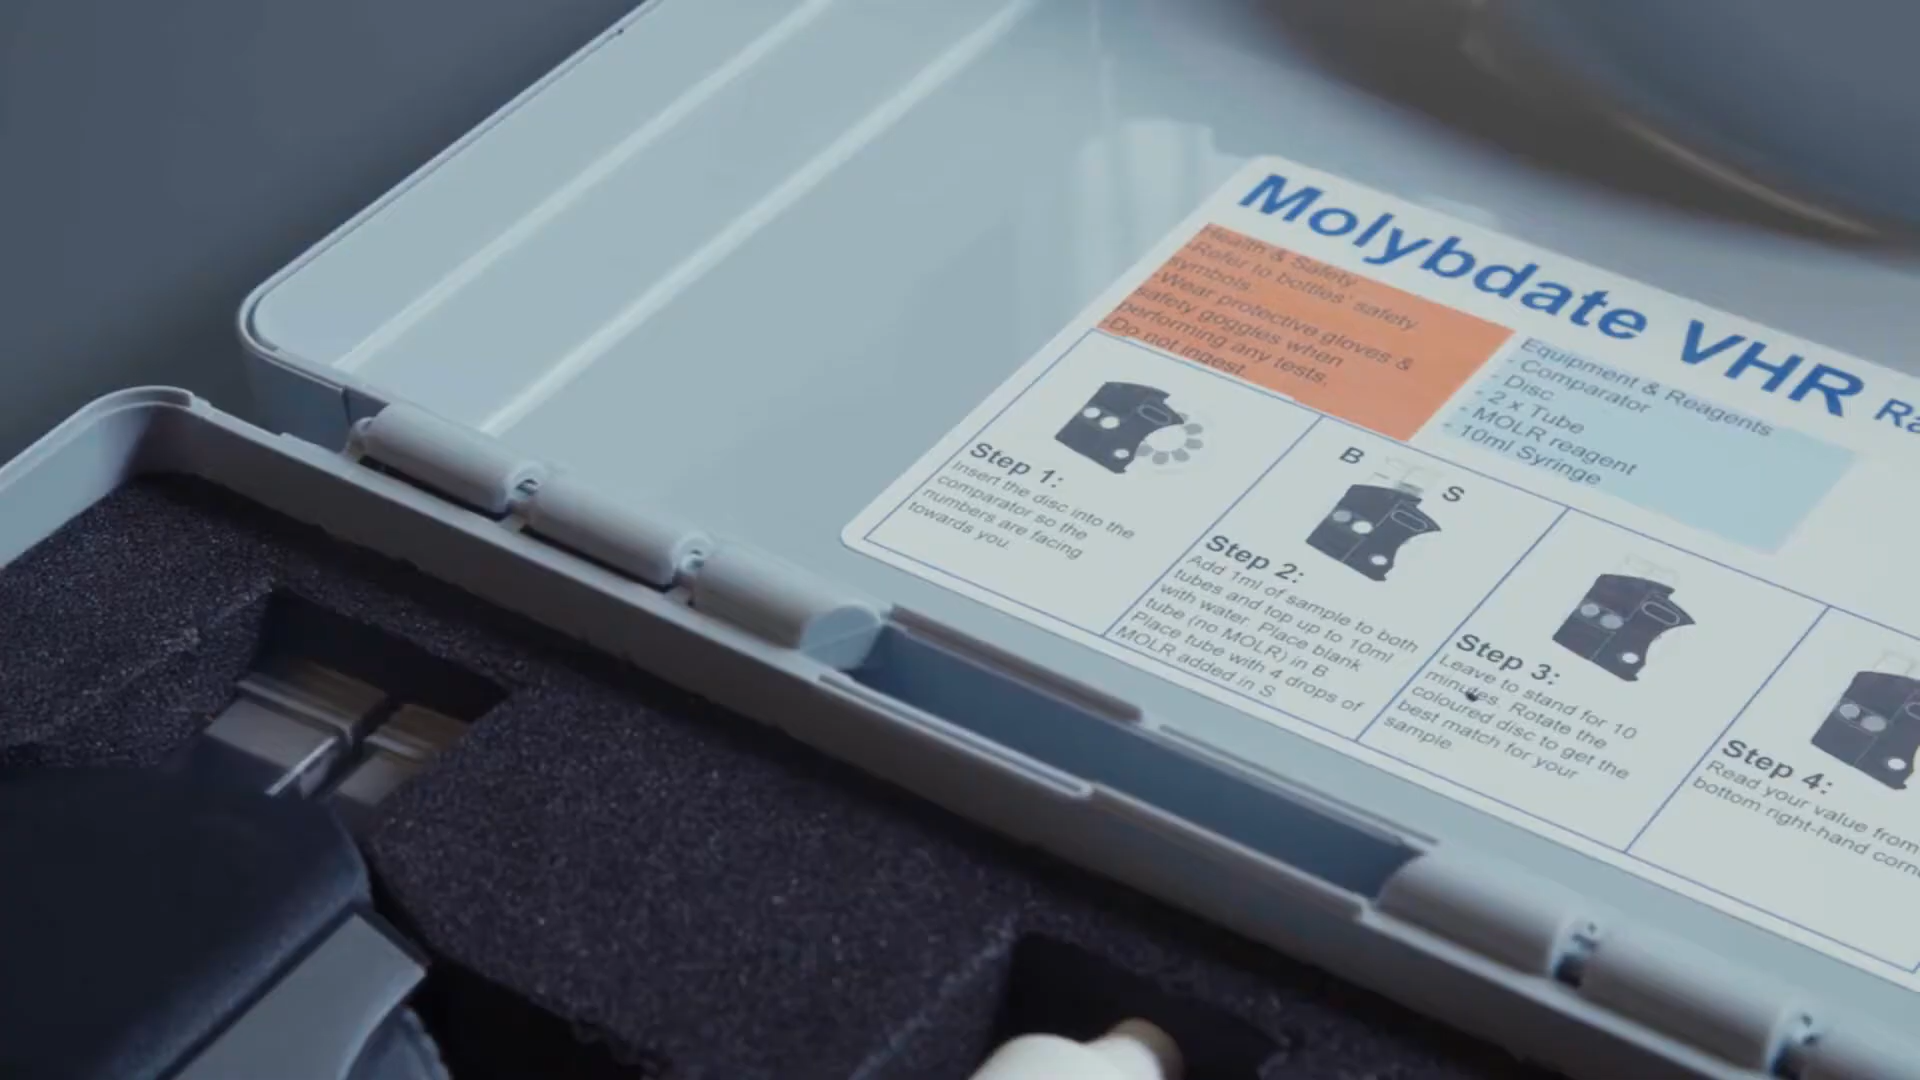 Molybdate VHR
Health & Safety
-Refer to bottles' safety
symbols
-Wear protective gloves &
safety goggles when
performing any tests.
-Do not ingest.
Equipment & Reagents
- Comparator
- Disc
- 2 x Tube
- MOLR reagent
- 10ml Syringe
Step 1:
Insert the disc into the
comparator so the
numbers are facing
towards you.
B
S
Step 2:
Add 1ml of sample to both
tubes and top up to 10ml
with water. Place blank
tube (no MOLR) in B
Place tube with 4 drops of
MOLR added in S
Step 3:
Leave to stand for 10
minutes. Rotate the
coloured disc to get the
best match for your
sample
Step 4:
Read your value from
bottom right-hand